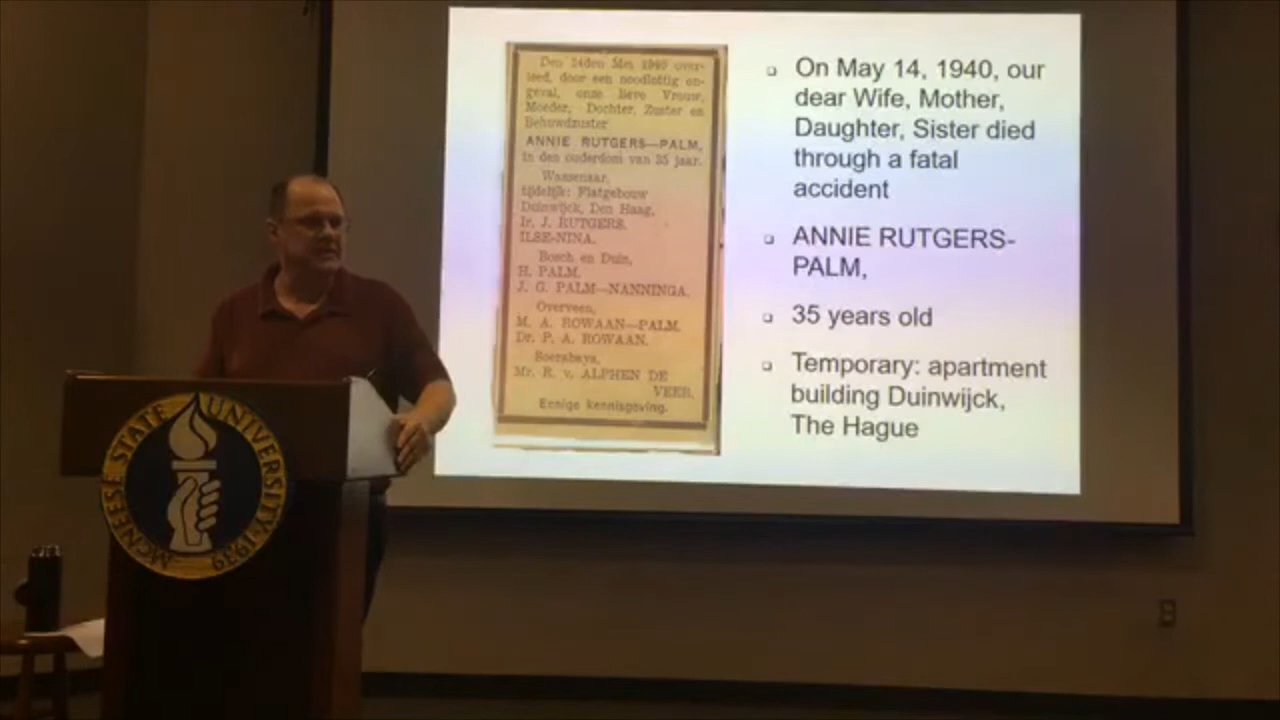 Den 14den Mei 1940 over-
leed, door een noodlottig on-
geval, onze lieve Vrouw,
Moeder, Dochter, Zuster en
Behuwdzuster
ANNIE RUTGERS—PALM,
in den ouderdom van 35 jaar.
Wassenaar,
tijdelijk: Flatgebouw
Duinwijck, Den Haag,
Ir. J. RUTGERS.
ILSE-NINA.
Bosch en Duin,
H. PALM.
J. G. PALM—NANNINGA.
Overveen,
M. A. ROWAAN—PALM.
Dr. P. A. ROWAAN.
Soerabaya,
Mr. R. v. ALPHEN DE
VEER.
Eenige kennisgeving.
On May 14, 1940, our
dear Wife, Mother,
Daughter, Sister died
through a fatal
accident
ANNIE RUTGERS-
PALM,
35 years old
Temporary: apartment
building Duinwijck,
The Hague
MCNEESE STATE UNIVERSITY-1939